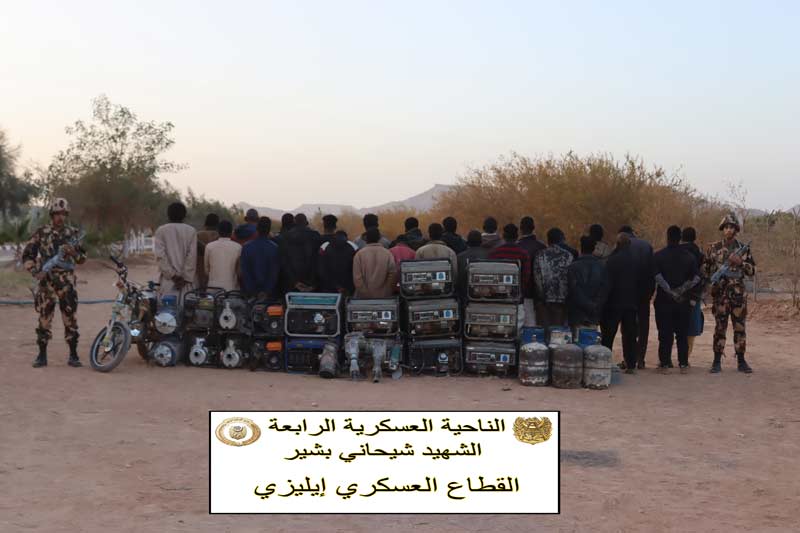 الناحية العسكرية الرابعة
الشهيد شيحاني بشير
القطاع العسكري إيليزي